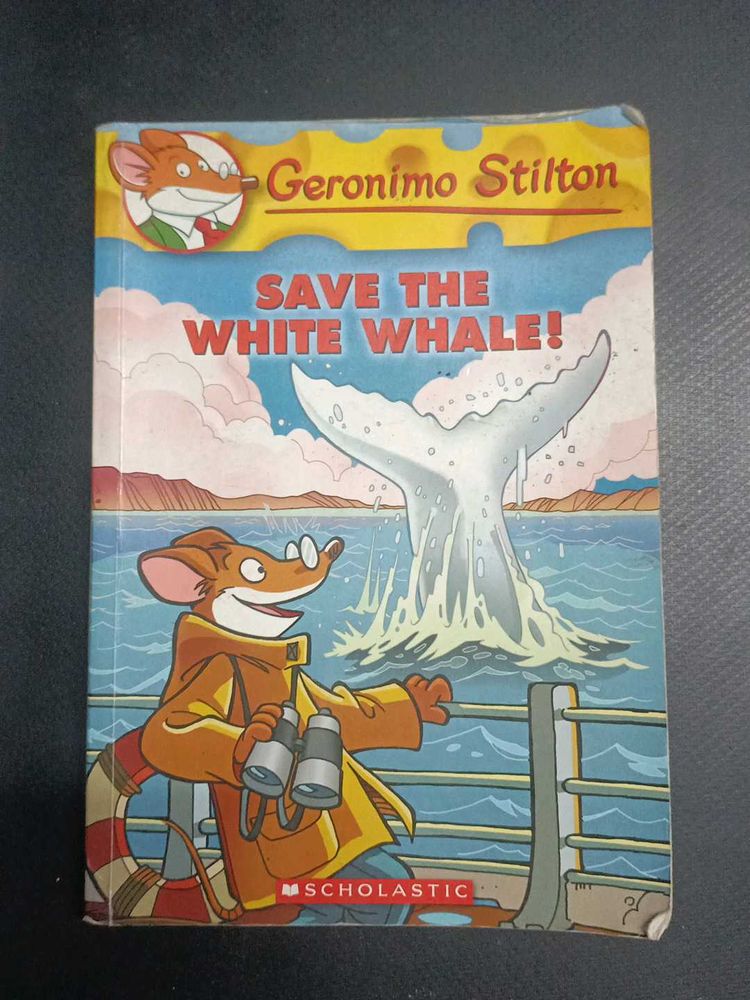 Geronimo Stilton
SAVE THE
WHITE WHALE!
SCHOLASTIC